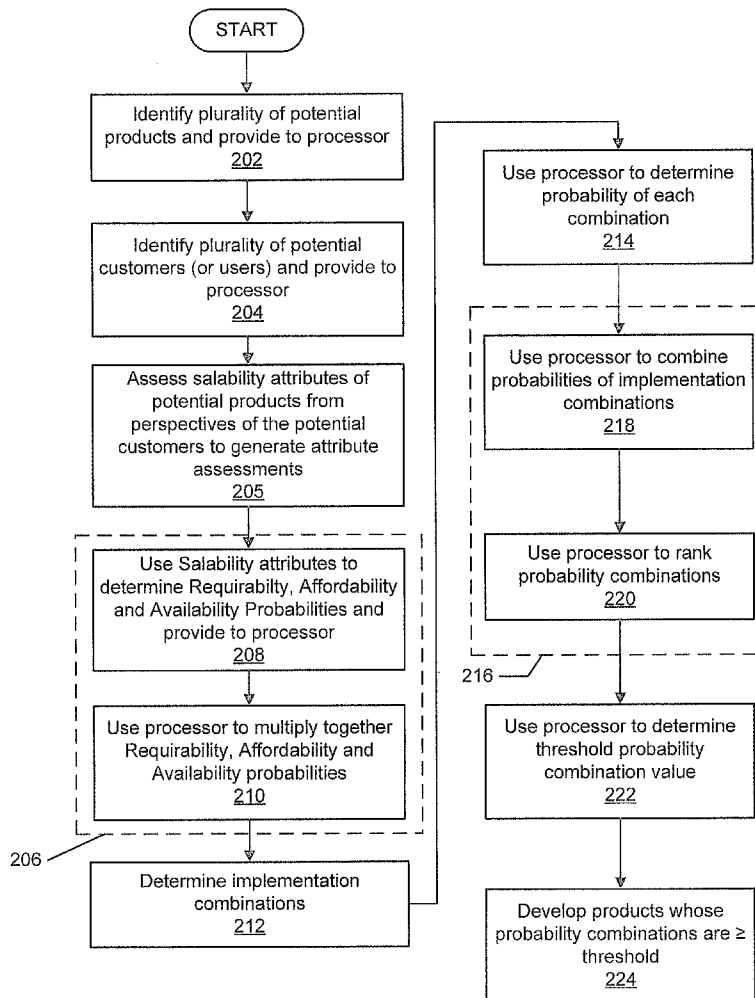 START
Identify plurality of potential
products and provide to processor
202
Identify plurality of potential
customers (or users) and provide to
processor
204
Assess salability attributes of
potential products from
perspectives of the potential
customers to generate attribute
assessments
205
Use Salability attributes to
determine Requirabilty, Affordability
and Availability Probabilities and
provide to processor
208
Use processor to multiply together
Requirability, Affordability and
Availability probabilities
210
206
Determine implementation
combinations
212
Use processor to determine
probability of each
combination
214
Use processor to combine
probabilities of implementation
combinations
218
Use processor to rank
probability combinations
220
216
Use processor to determine
threshold probability
combination value
222
Develop products whose
probability combinations are ≥
threshold
224